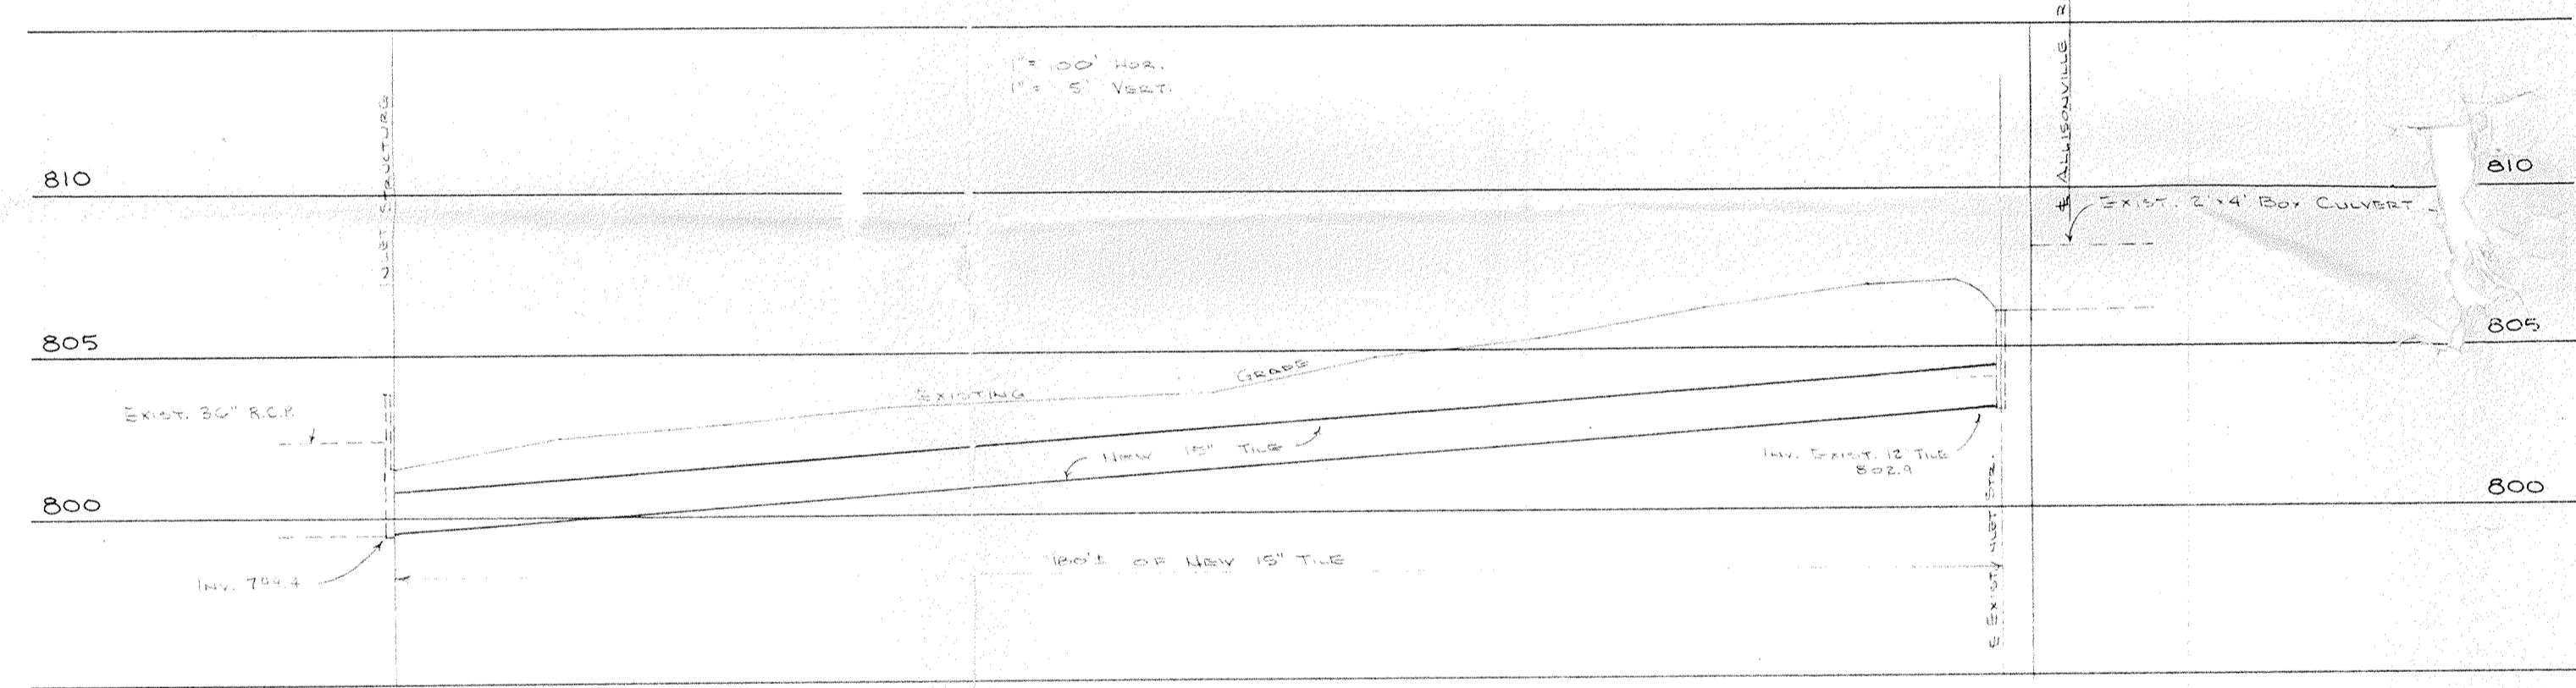 1"= 00' HOR.
1"= 5' VERT.
INLET STRUCTURE
ALLISONVILLE R
810
810
EXIST. 2'x4' BOX CULVERT
805
805
EXISTING GRADE
EXIST. 36" R.C.P.
NEW 15" TILE
INV. EXIST. 12" TILE
802.9
800
800
INV. 799.4
180'± OF NEW 15" TILE
EXIST. INLET STR.